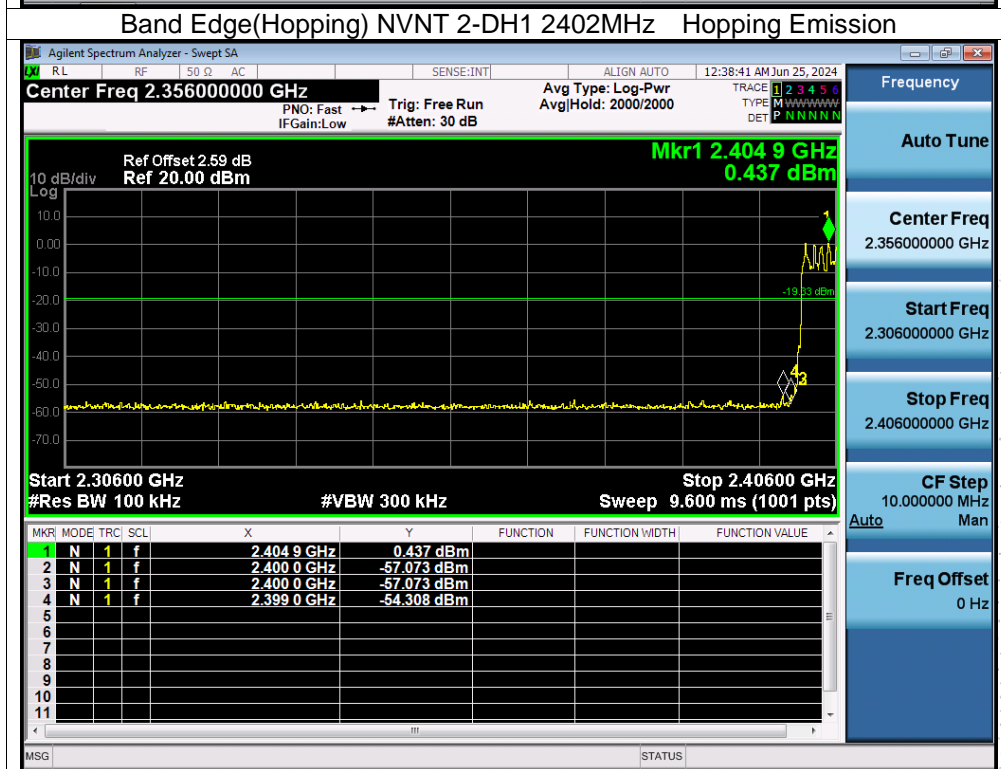 Band Edge(Hopping) NVNT 2-DH1 2402MHz Hopping Emission
Agilent Spectrum Analyzer - Swept SA
LXI RL RF 50 Ω AC SENSE:INT ALIGN AUTO 12:38:41 AM Jun 25, 2024
Center Freq 2.356000000 GHz
PNO: Fast
IFGain:Low
Trig: Free Run
#Atten: 30 dB
Avg Type: Log-Pwr
Avg|Hold: 2000/2000
TRACE 1 2 3 4 5 6
TYPE M WWWWW
DET P N N N N N
Frequency
Auto Tune
Center Freq
2.356000000 GHz
Start Freq
2.306000000 GHz
Stop Freq
2.406000000 GHz
CF Step
10.000000 MHz
Auto Man
Freq Offset
0 Hz
Mkr1 2.404 9 GHz
0.437 dBm
Ref Offset 2.59 dB
10 dB/div Ref 20.00 dBm
Log
10.0
0.00
-10.0
-20.0
-30.0
-40.0
-50.0
-60.0
-70.0
1
-19.33 dBm
4
3
Start 2.30600 GHz Stop 2.40600 GHz
#Res BW 100 kHz #VBW 300 kHz Sweep 9.600 ms (1001 pts)
MKR MODE TRC SCL X Y FUNCTION FUNCTION WIDTH FUNCTION VALUE
1 N 1 f 2.404 9 GHz 0.437 dBm
2 N 1 f 2.400 0 GHz -57.073 dBm
3 N 1 f 2.400 0 GHz -57.073 dBm
4 N 1 f 2.399 0 GHz -54.308 dBm
5
6
7
8
9
10
11
MSG STATUS